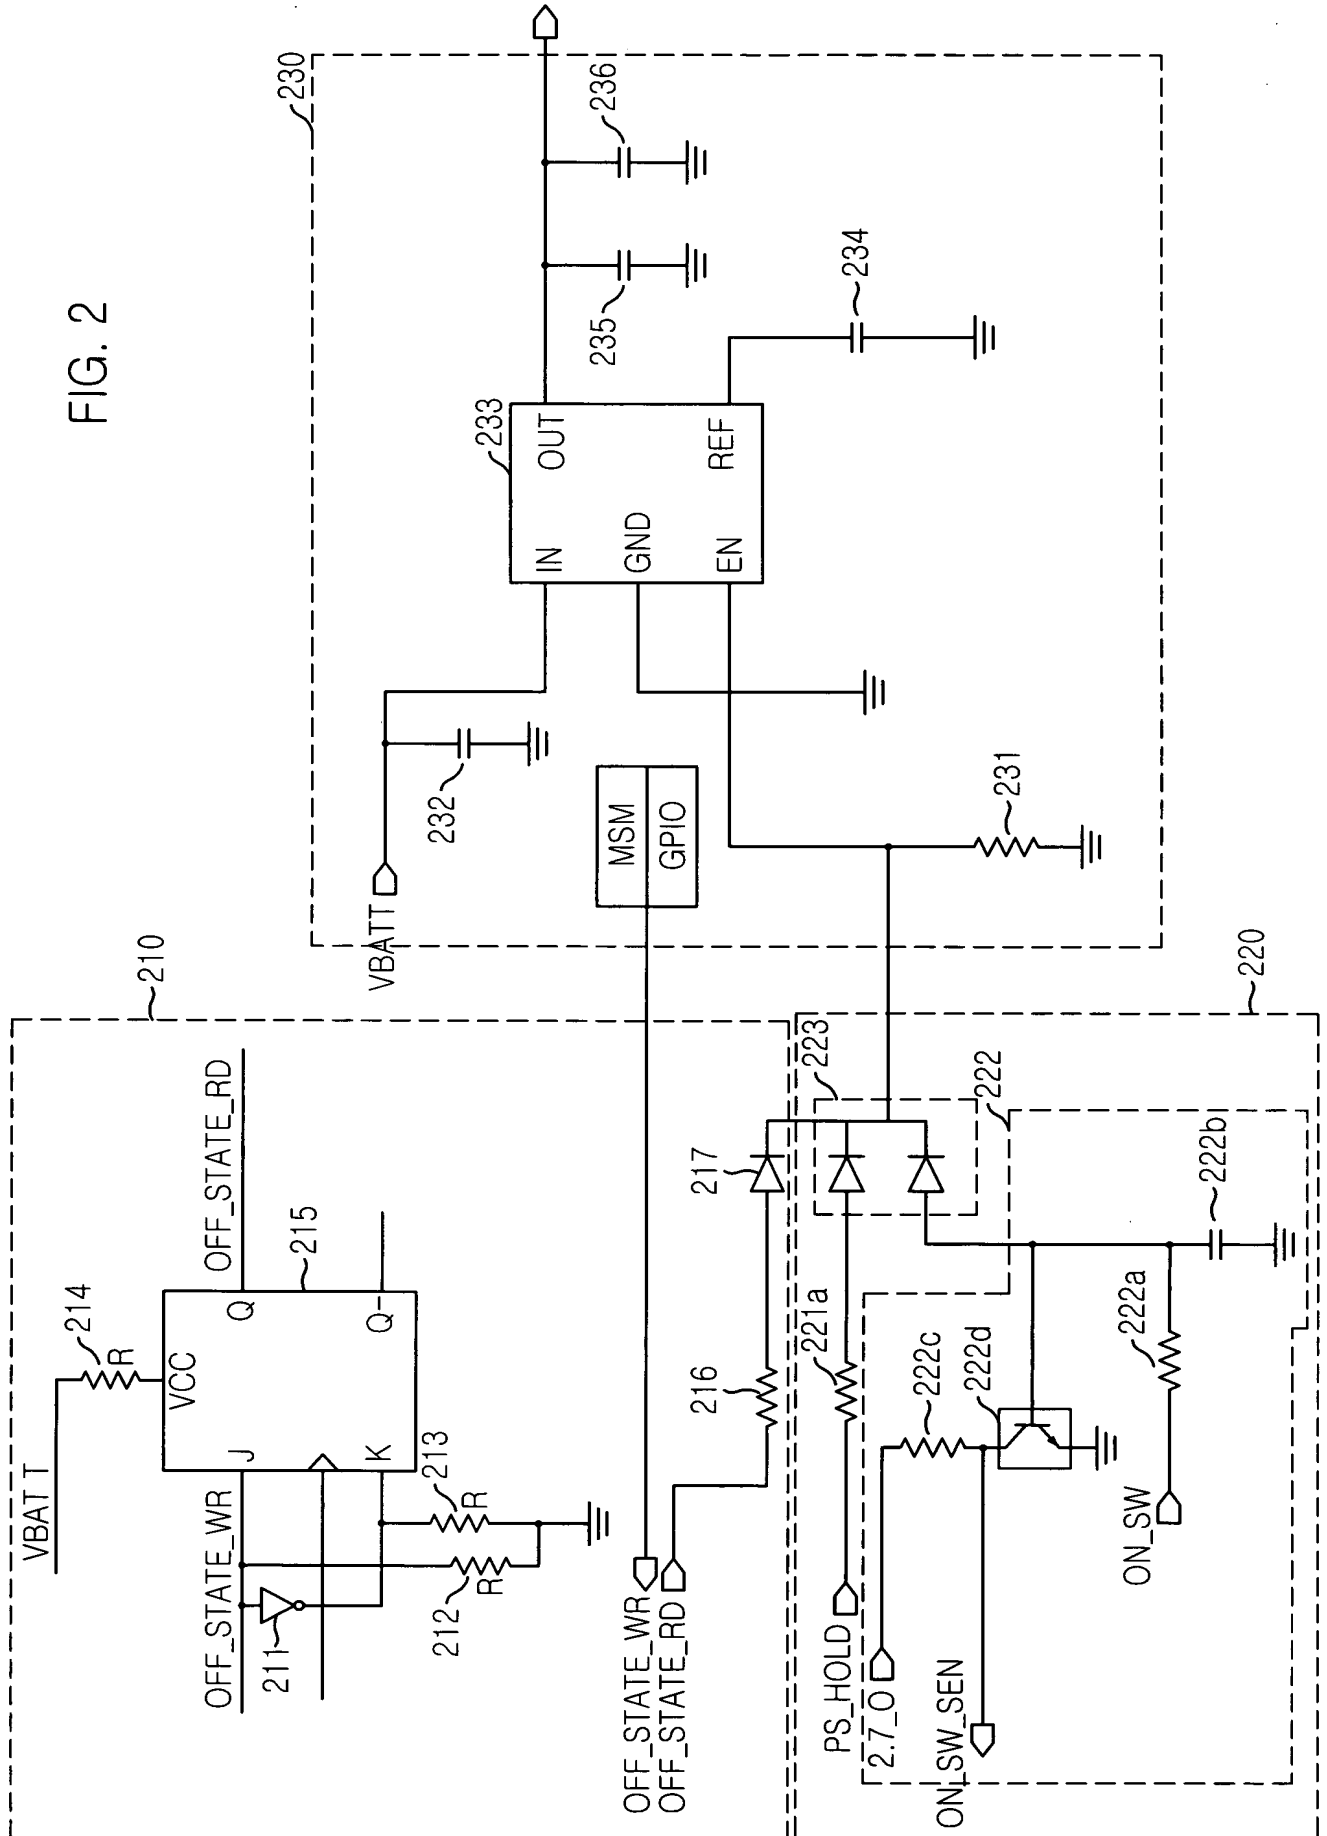 FIG. 2
210
VBATT
214
R
VCC
J
Q
OFF_STATE_WR
OFF_STATE_RD
211
K
Q-
215
213
R
212
R
OFF_STATE_WR
OFF_STATE_RD
216
217
230
VBATT
232
233
IN
OUT
GND
EN
REF
235
236
234
MSM
GPIO
231
220
223
222
PS_HOLD
221a
2.7_O
222c
222d
ON_SW_SEN
ON_SW
222a
222b